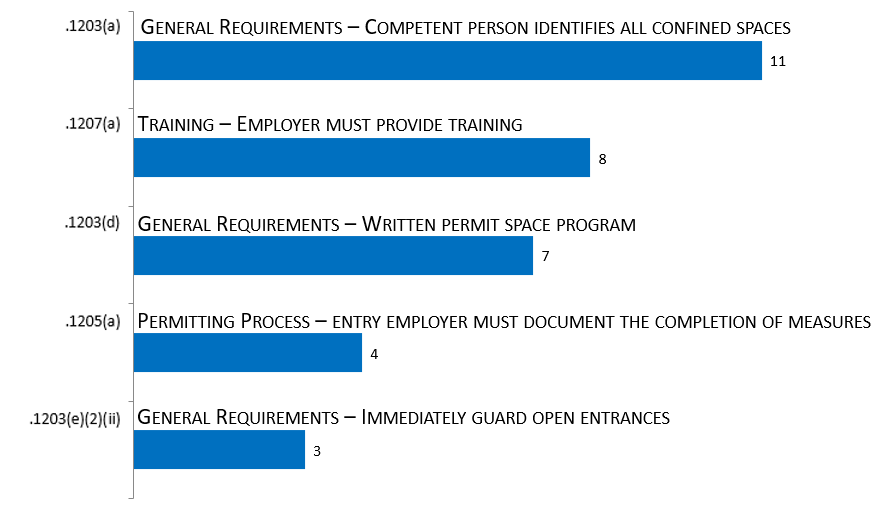 .1203(a) General Requirements – Competent person identifies all confined spaces
11
.1207(a) Training – Employer must provide training
8
.1203(d) General Requirements – Written permit space program
7
.1205(a) Permitting Process – entry employer must document the completion of measures
4
.1203(e)(2)(ii) General Requirements – Immediately guard open entrances
3